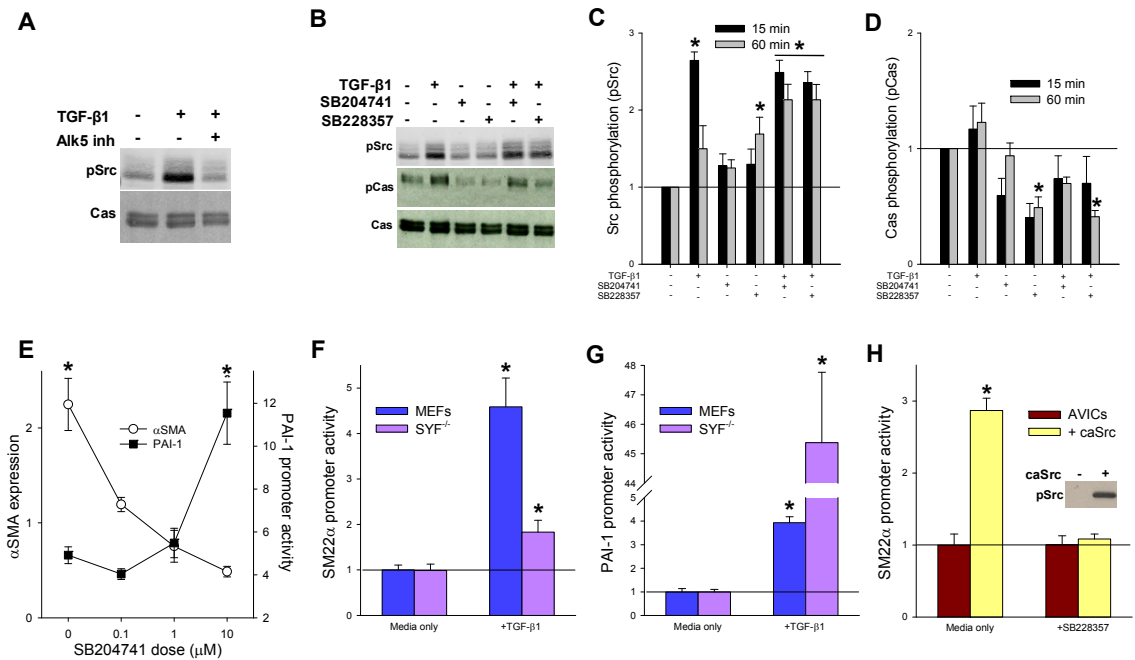 A
TGF-β1 - + +
Alk5 inh - - +
pSrc
Cas
B
TGF-β1 - + - - + +
SB204741 - - + - + -
SB228357 - - - + - +
pSrc
pCas
Cas
C
Src phosphorylation (pSrc)
3
2
1
0
15 min
60 min
*
*
*
TGF-β1 - + - - + +
SB204741 - - + - + -
SB228357 - - - + - +
D
Cas phosphorylation (pCas)
2
1
0
15 min
60 min
*
*
TGF-β1 - + - - + +
SB204741 - - + - + -
SB228357 - - - + - +
E
αSMA expression
2
1
0
*
*
αSMA
PAI-1
12
10
8
6
4
2
PAI-1 promoter activity
0 0.1 1 10
SB204741 dose (μM)
F
SM22α promoter activity
5
4
3
2
1
0
MEFs
SYF-/-
*
*
Media only +TGF-β1
G
PAI-1 promoter activity
48
47
46
45
44
5
4
3
2
1
0
MEFs
SYF-/-
*
*
Media only +TGF-β1
H
SM22α promoter activity
3
2
1
0
*
AVICs
+ caSrc
caSrc - +
pSrc
Media only +SB228357